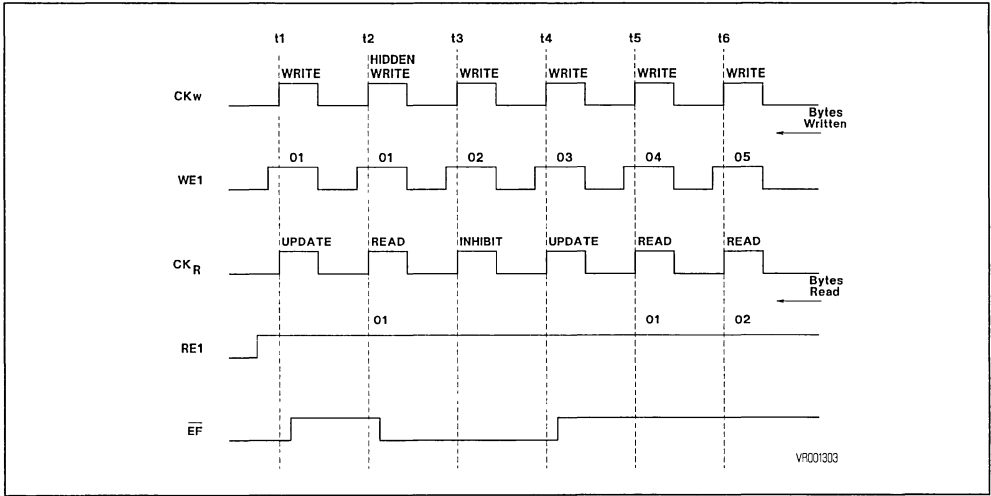 t1 t2 t3 t4 t5 t6
WRITE HIDDEN WRITE WRITE WRITE WRITE WRITE
CKW
Bytes Written
01 01 02 03 04 05
WE1
UPDATE READ INHIBIT UPDATE READ READ
CKR
Bytes Read
01 01 02
RE1
EF
VR001303